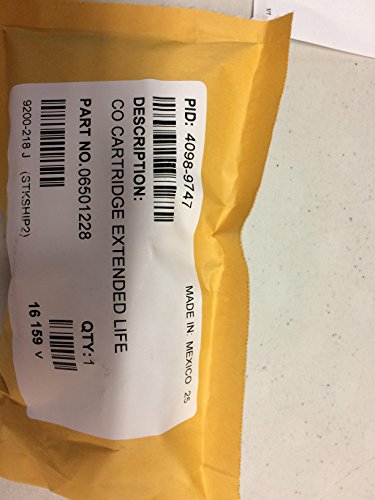 PID: 4098-9747
MADE IN: MEXICO 25
DESCRIPTION:
CO CARTRIDGE EXTENDED LIFE
PART NO. 06501228
QTY: 1
9200-218 J (STKSHIP2)
16 159 V